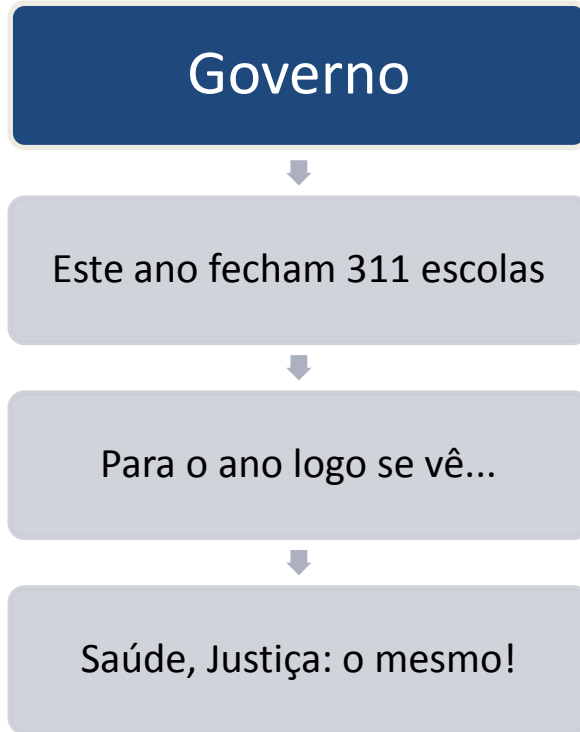 Governo
Este ano fecham 311 escolas
Para o ano logo se vê...
Saúde, Justiça: o mesmo!